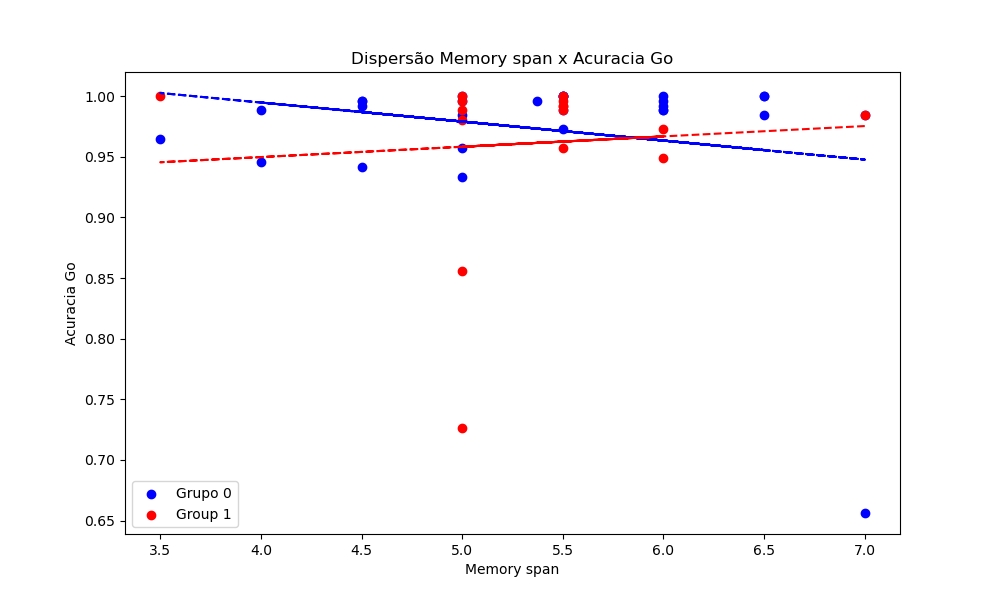 Dispersão Memory span x Acuracia Go
Acuracia Go
1.00
0.95
0.90
0.85
0.80
0.75
0.70
0.65
Grupo 0
Group 1
3.5 4.0 4.5 5.0 5.5 6.0 6.5 7.0
Memory span